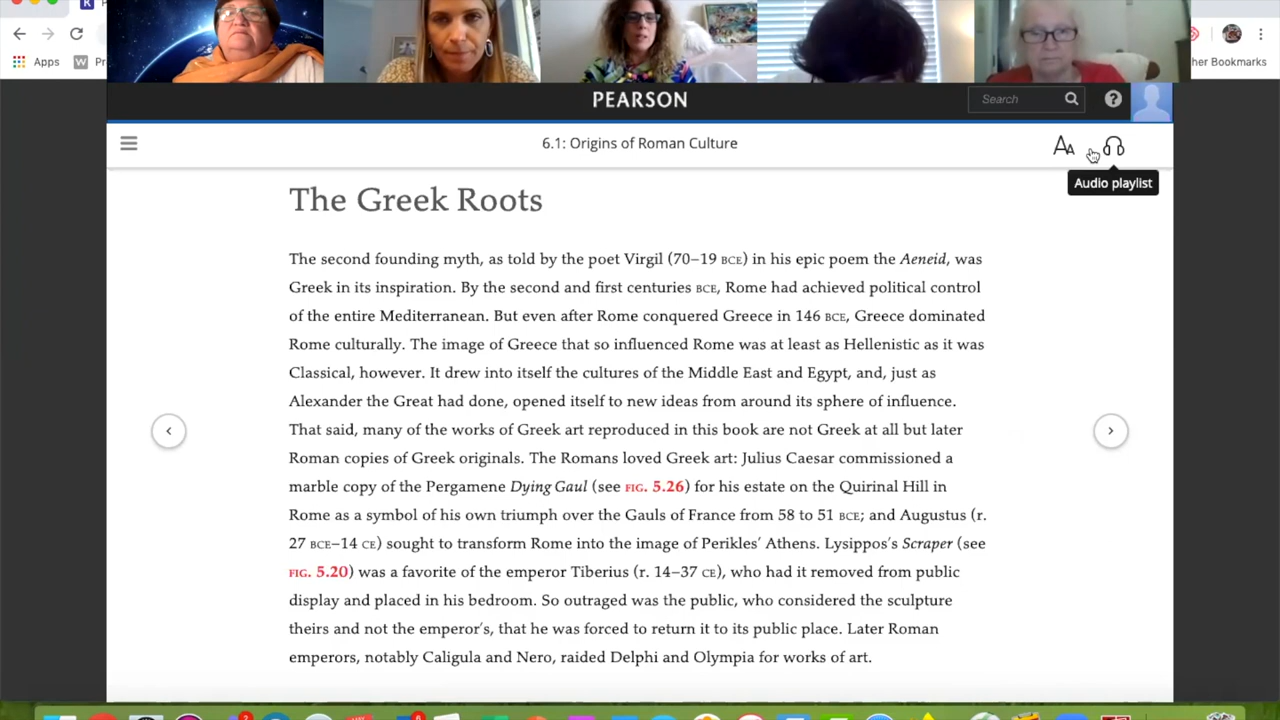 Apps
her Bookmarks
PEARSON
Search
6.1: Origins of Roman Culture
Audio playlist
The Greek Roots
The second founding myth, as told by the poet Virgil (70–19 BCE) in his epic poem the Aeneid, was
Greek in its inspiration. By the second and first centuries BCE, Rome had achieved political control
of the entire Mediterranean. But even after Rome conquered Greece in 146 BCE, Greece dominated
Rome culturally. The image of Greece that so influenced Rome was at least as Hellenistic as it was
Classical, however. It drew into itself the cultures of the Middle East and Egypt, and, just as
Alexander the Great had done, opened itself to new ideas from around its sphere of influence.
That said, many of the works of Greek art reproduced in this book are not Greek at all but later
Roman copies of Greek originals. The Romans loved Greek art: Julius Caesar commissioned a
marble copy of the Pergamene Dying Gaul (see FIG. 5.26) for his estate on the Quirinal Hill in
Rome as a symbol of his own triumph over the Gauls of France from 58 to 51 BCE; and Augustus (r.
27 BCE–14 CE) sought to transform Rome into the image of Perikles’ Athens. Lysippos’s Scraper (see
FIG. 5.20) was a favorite of the emperor Tiberius (r. 14–37 CE), who had it removed from public
display and placed in his bedroom. So outraged was the public, who considered the sculpture
theirs and not the emperor’s, that he was forced to return it to its public place. Later Roman
emperors, notably Caligula and Nero, raided Delphi and Olympia for works of art.